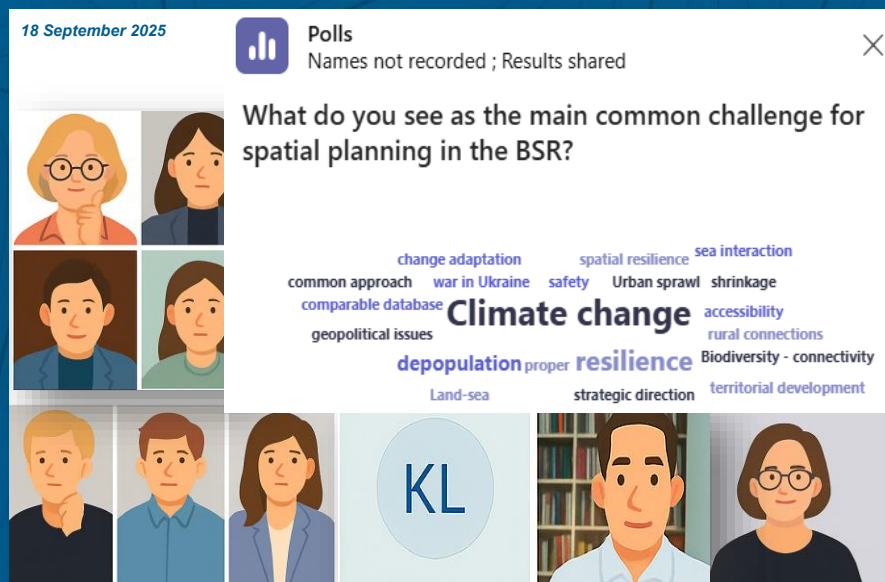 18 September 2025
Polls
Names not recorded ; Results shared
What do you see as the main common challenge for
spatial planning in the BSR?
change adaptation spatial resilience sea interaction
common approach war in Ukraine safety Urban sprawl shrinkage
comparable database Climate change accessibility
geopolitical issues rural connections
depopulation proper resilience Biodiversity - connectivity
Land-sea strategic direction territorial development
KL